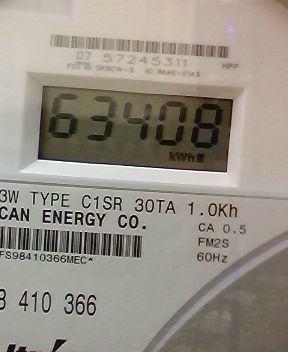 07 57245311
HPP
63408
kWh
3W TYPE C1SR 30TA 1.0Kh
CAN ENERGY CO.
CA 0.5
FM2S
60Hz
FS98410366MEC*
410 366